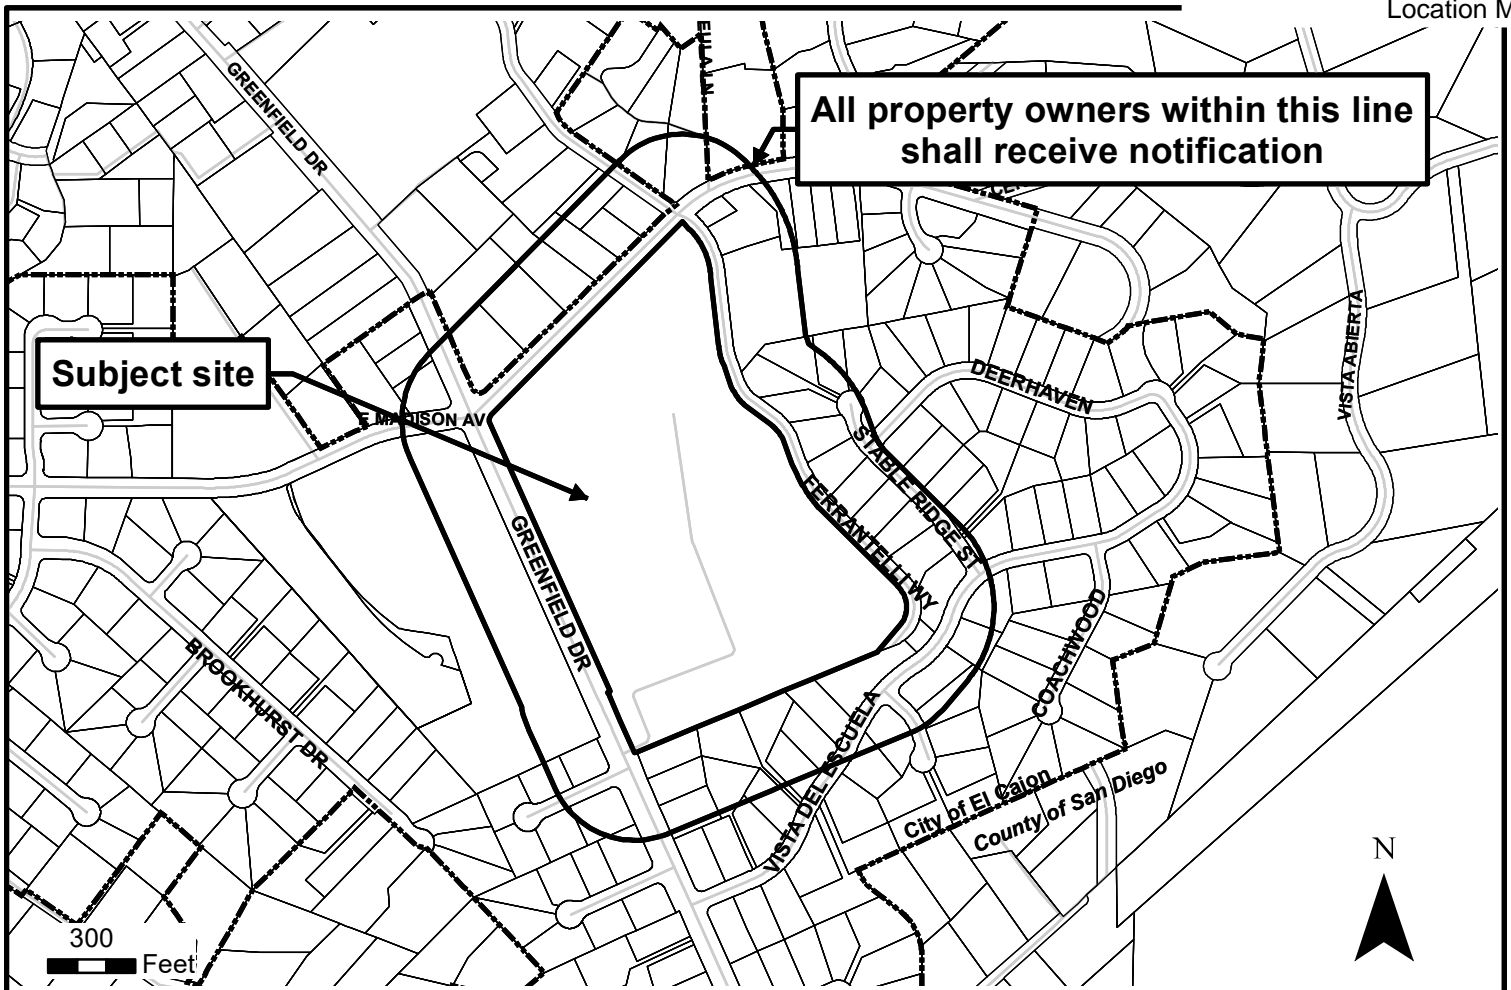 Location M
EULA LN
GREENFIELD DR
All property owners within this line
shall receive notification
VISTA ABIERTA
Subject site
DEERHAVEN
E MADISON AV
STABLE RIDGE ST
FERRANTELLI WY
GREENFIELD DR
COACHWOOD
BROOKHURST DR
VISTA DEL ESCUELA
City of El Cajon
County of San Diego
N
300
Feet